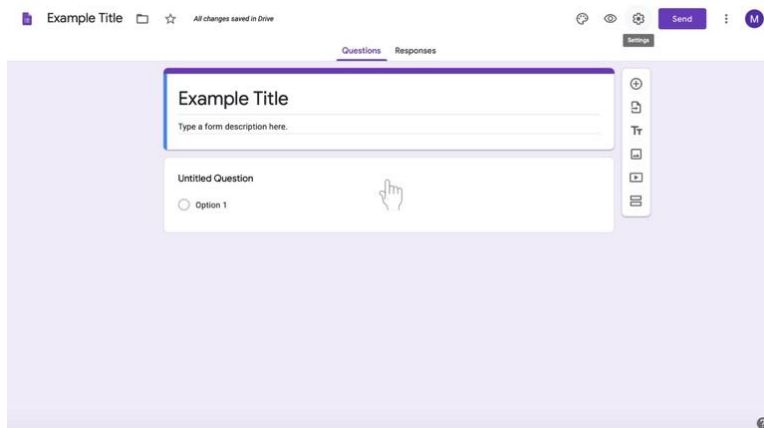 Example Title
All changes saved in Drive
Send
M
Settings
Questions
Responses
Example Title
Type a form description here.
Tт
Untitled Question
Option 1